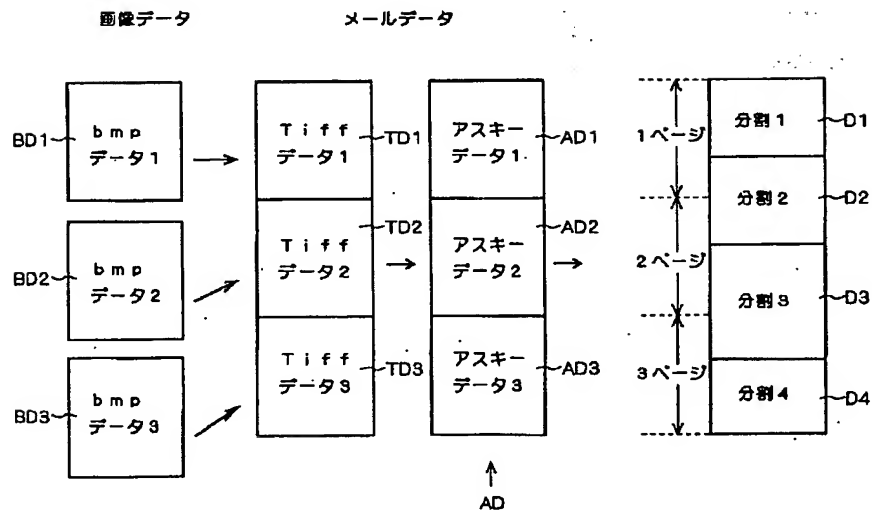 画像データ
メールデータ
BD1
bmp
データ1
Tiff
データ1
TD1
アスキー
データ1
AD1
1ページ
分割1
D1
BD2
bmp
データ2
Tiff
データ2
TD2
アスキー
データ2
AD2
2ページ
分割2
D2
BD3
bmp
データ3
Tiff
データ3
TD3
アスキー
データ3
AD3
3ページ
分割3
D3
分割4
D4
AD